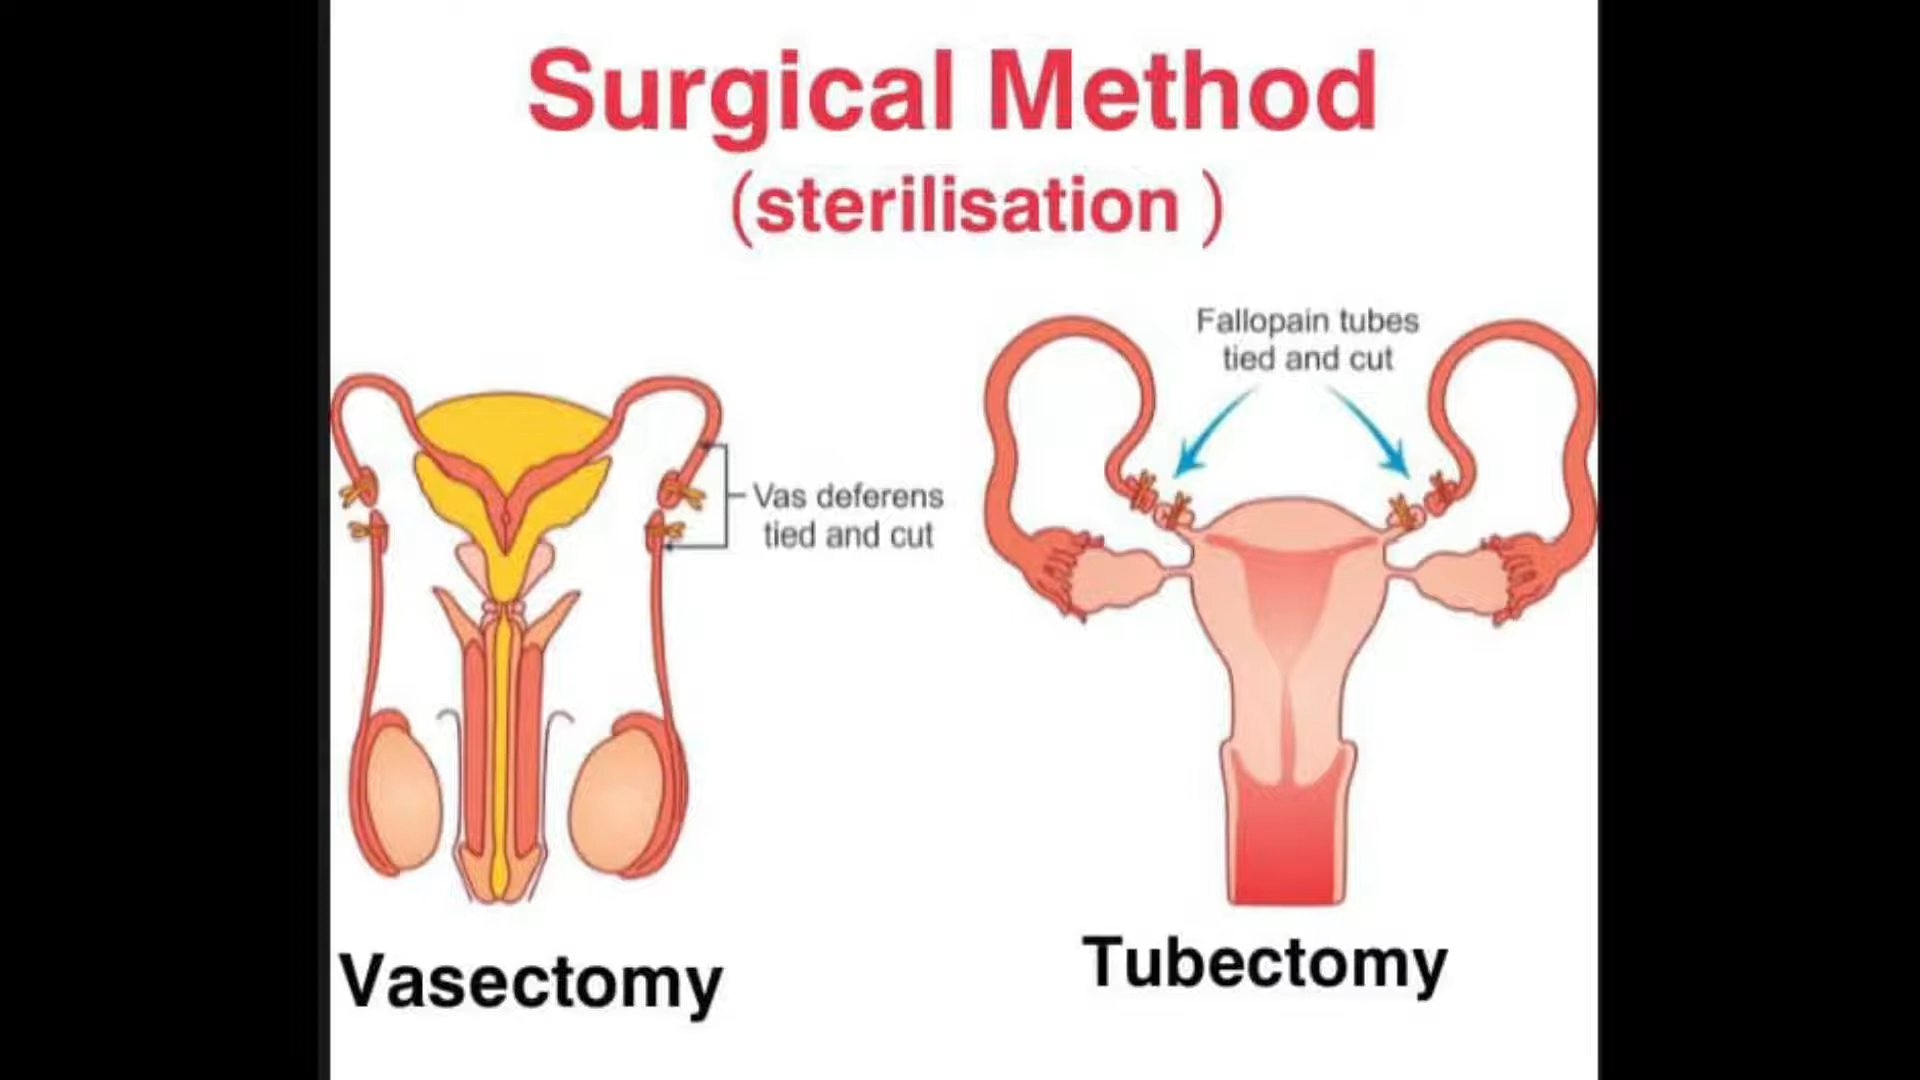 Surgical Method
(sterilisation )
Fallopain tubes
tied and cut
Vas deferens
tied and cut
Vasectomy
Tubectomy